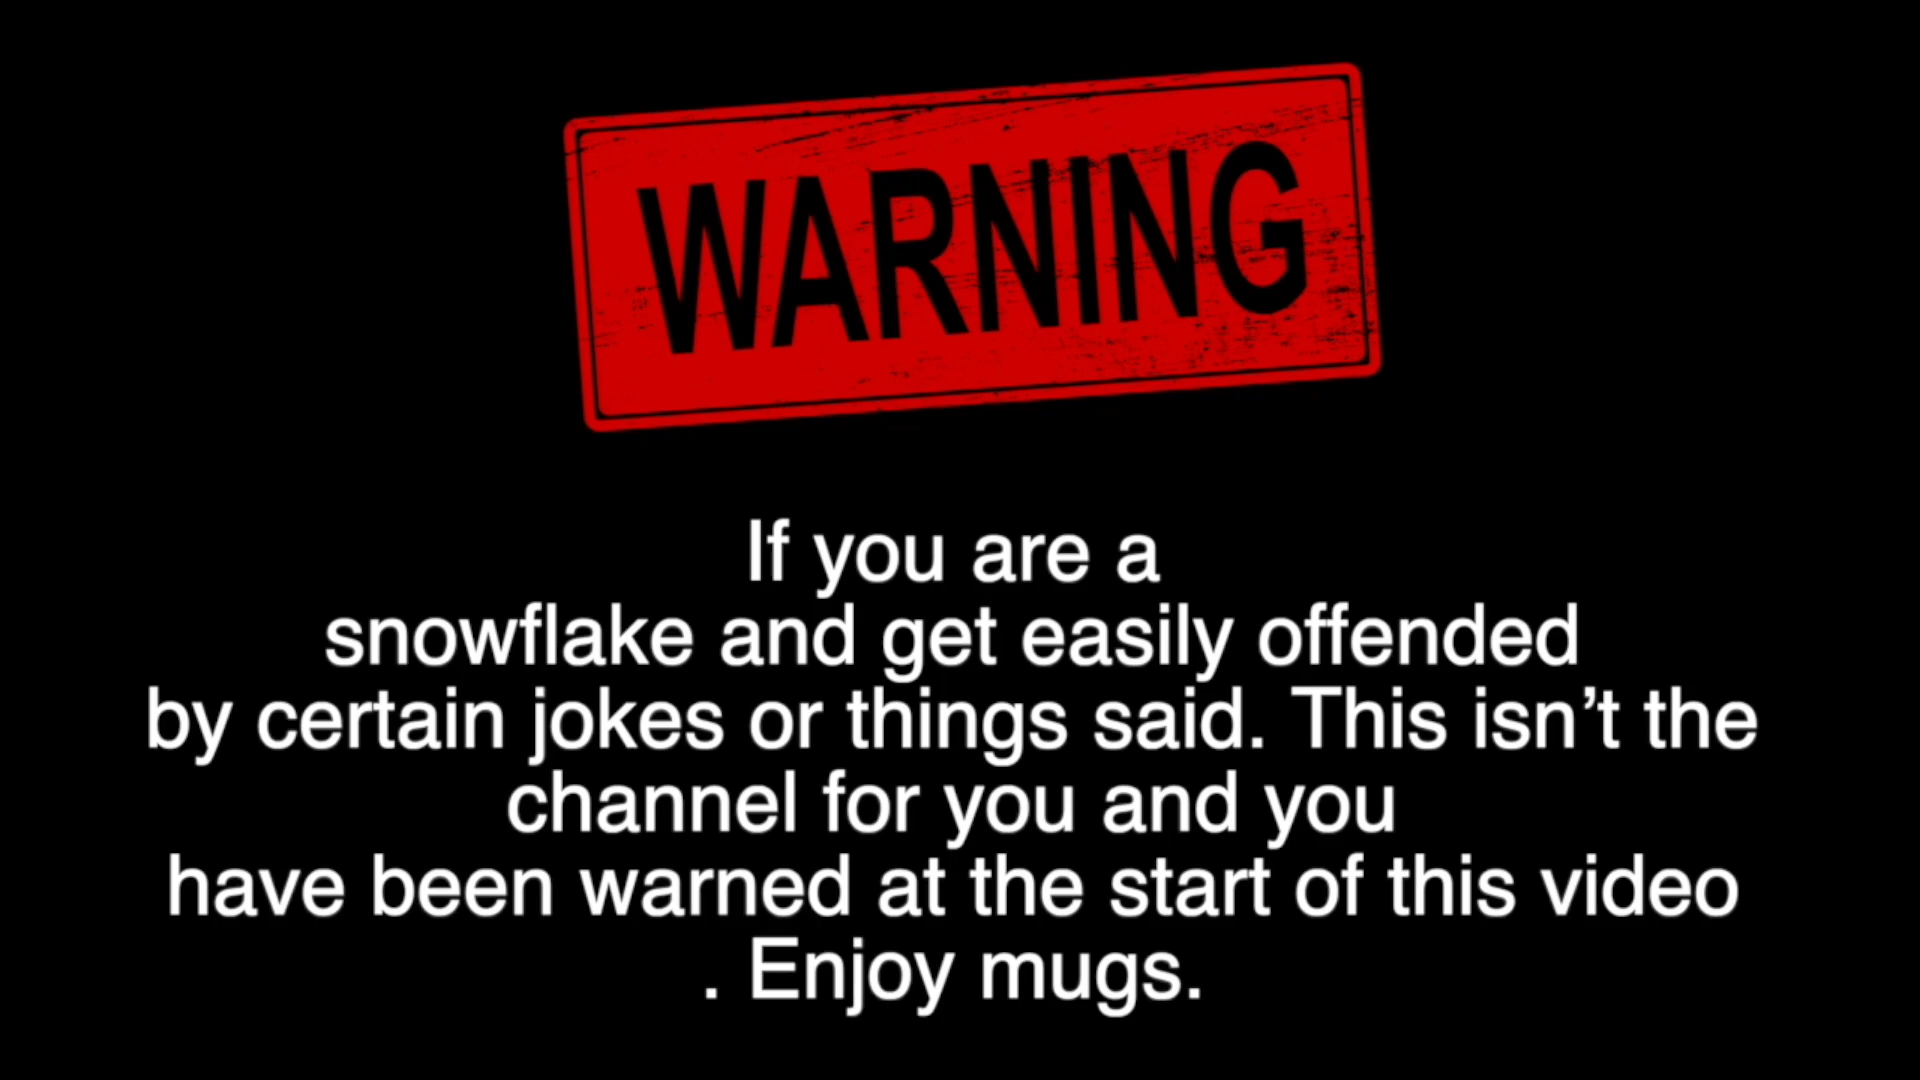 WARNING
If you are a
snowflake and get easily offended
by certain jokes or things said. This isn’t the
channel for you and you
have been warned at the start of this video
. Enjoy mugs.